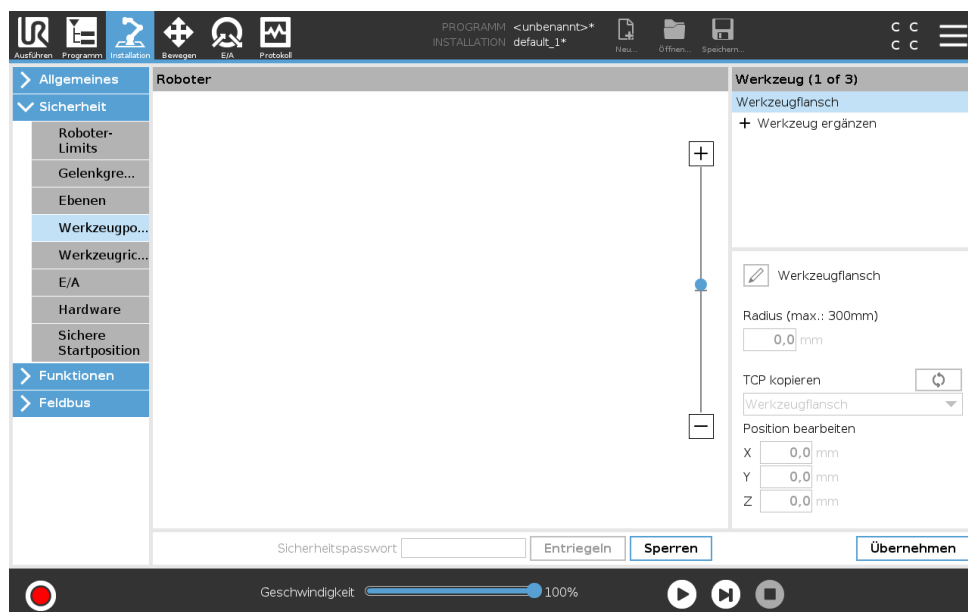 PROGRAMM <unbenannt>*
INSTALLATION default_1*
Ausführen Programm Installation Bewegen E/A Protokoll
Neu... Öffnen... Speichern...
C C
C C
Allgemeines
Sicherheit
Roboter-
Limits
Gelenkgre...
Ebenen
Werkzeugpo...
Werkzeugric...
E/A
Hardware
Sichere
Startposition
Funktionen
Feldbus
Roboter
Werkzeug (1 of 3)
Werkzeugflansch
+ Werkzeug ergänzen
Werkzeugflansch
Radius (max.: 300mm)
0,0 mm
TCP kopieren
Werkzeugflansch
Position bearbeiten
X 0,0 mm
Y 0,0 mm
Z 0,0 mm
Sicherheitspasswort Entriegeln Sperren Übernehmen
Geschwindigkeit 100%